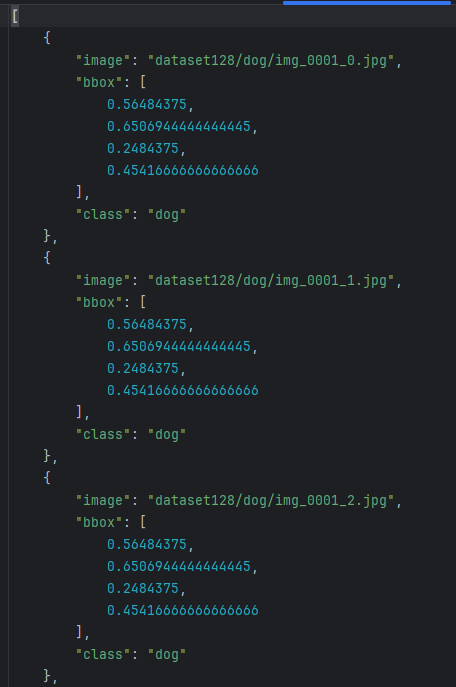 [
    {
        "image": "dataset128/dog/img_0001_0.jpg",
        "bbox": [
            0.56484375,
            0.6506944444444445,
            0.2484375,
            0.45416666666666666
        ],
        "class": "dog"
    },
    {
        "image": "dataset128/dog/img_0001_1.jpg",
        "bbox": [
            0.56484375,
            0.6506944444444445,
            0.2484375,
            0.45416666666666666
        ],
        "class": "dog"
    },
    {
        "image": "dataset128/dog/img_0001_2.jpg",
        "bbox": [
            0.56484375,
            0.6506944444444445,
            0.2484375,
            0.45416666666666666
        ],
        "class": "dog"
    },